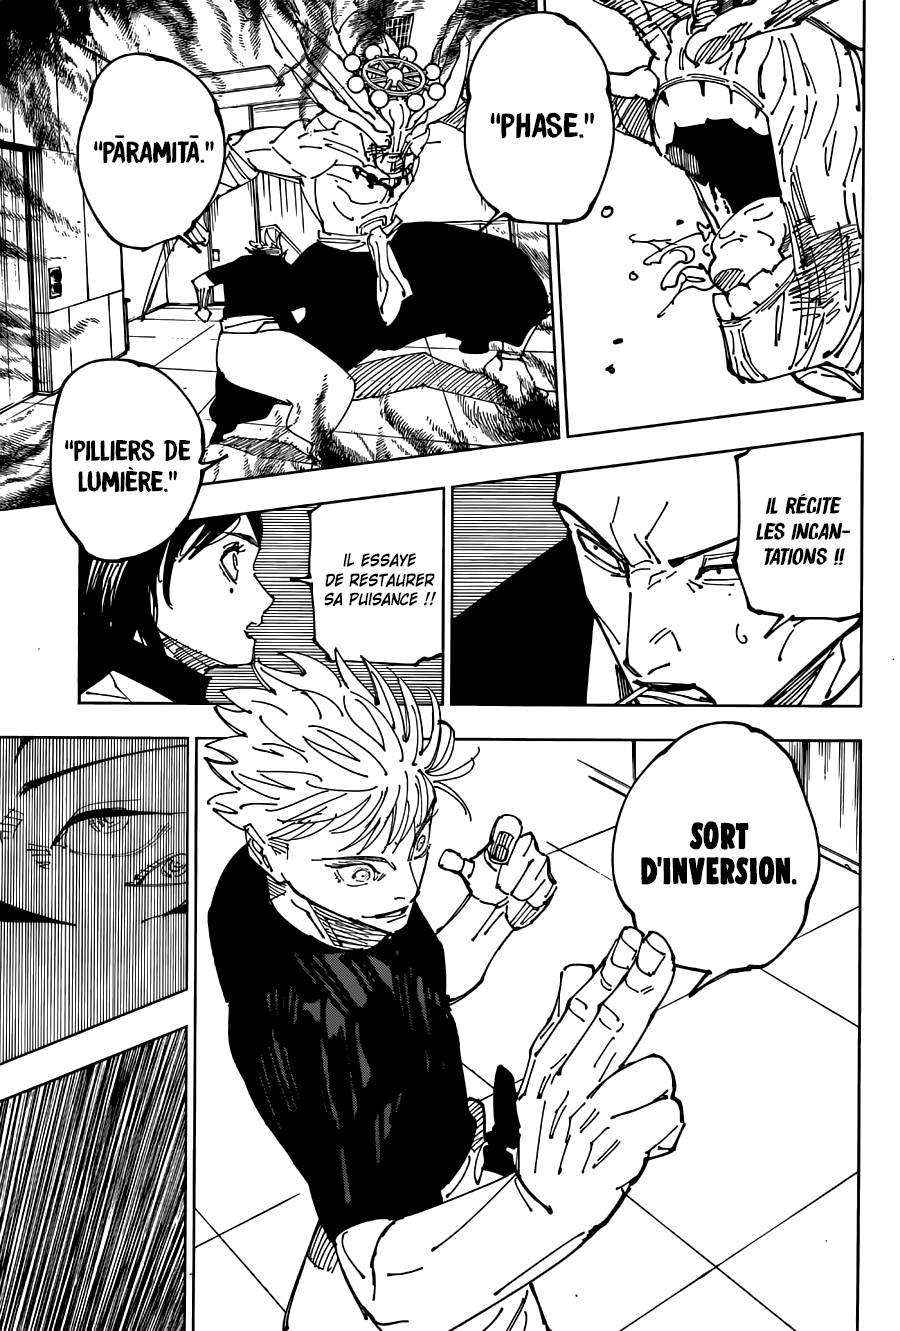 "PHASE."
"PĀRAMITĀ."
"PILLIERS DE
LUMIÈRE."
IL RÉCITE
LES INCAN-
TATIONS !!
IL ESSAYE
DE RESTAURER
SA PUISANCE !!
SORT
D'INVERSION.